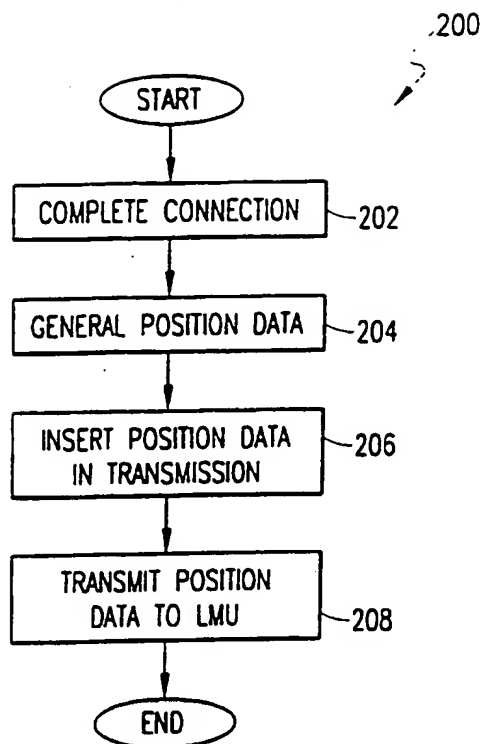 200
START
COMPLETE CONNECTION
202
GENERAL POSITION DATA
204
INSERT POSITION DATA
IN TRANSMISSION
206
TRANSMIT POSITION
DATA TO LMU
208
END